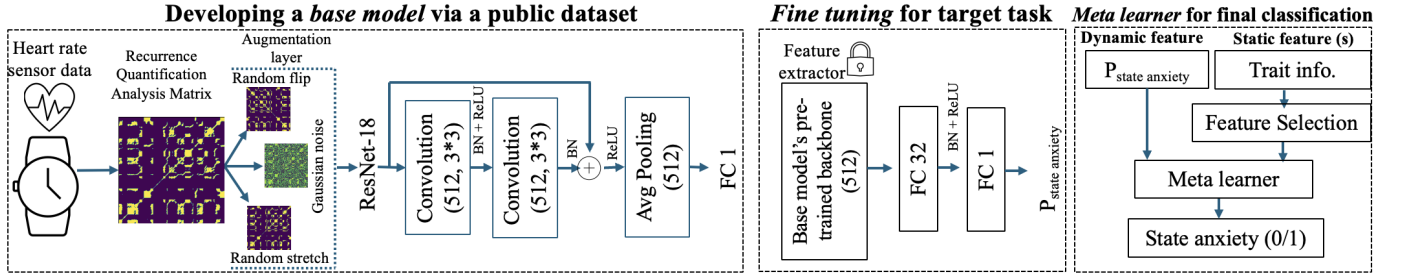 Developing a base model via a public dataset
Heart rate
sensor data
Recurrence
Quantification
Analysis Matrix
Augmentation
layer
Random flip
Gaussian noise
Random stretch
ResNet-18
Convolution
(512, 3*3)
BN + ReLU
Convolution
(512, 3*3)
BN
+
ReLU
Avg Pooling
(512)
FC 1
Fine tuning for target task
Feature
extractor
Base model's pre-
trained backbone
(512)
FC 32
BN + ReLU
FC 1
P state anxiety
Meta learner for final classification
Dynamic feature
P state anxiety
Static feature (s)
Trait info.
Feature Selection
Meta learner
State anxiety (0/1)